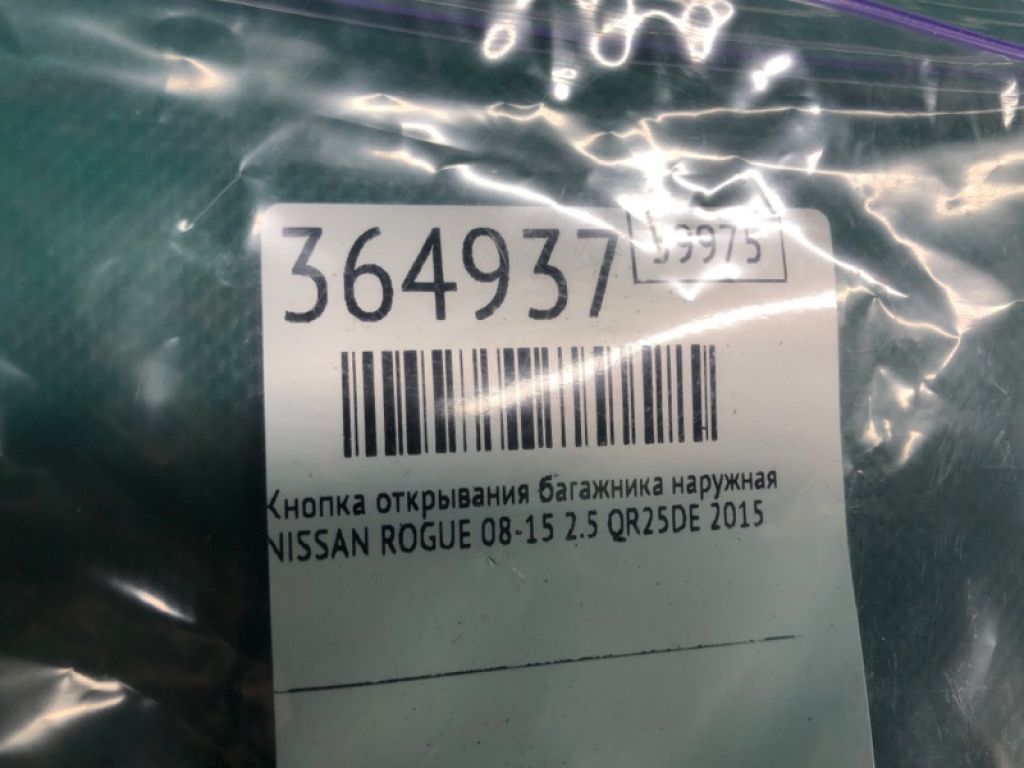 364937
Кнопка открывания багажника наружная
NISSAN ROGUE 08-15 2.5 QR25DE 2015